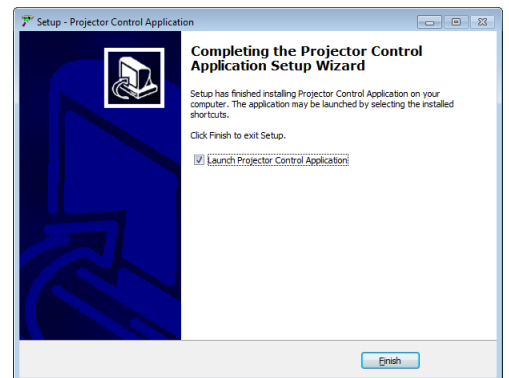 Setup - Projector Control Application
Completing the Projector Control
Application Setup Wizard
Setup has finished installing Projector Control Application on your
computer. The application may be launched by selecting the installed
shortcuts.
Click Finish to exit Setup.
Launch Projector Control Application
Finish